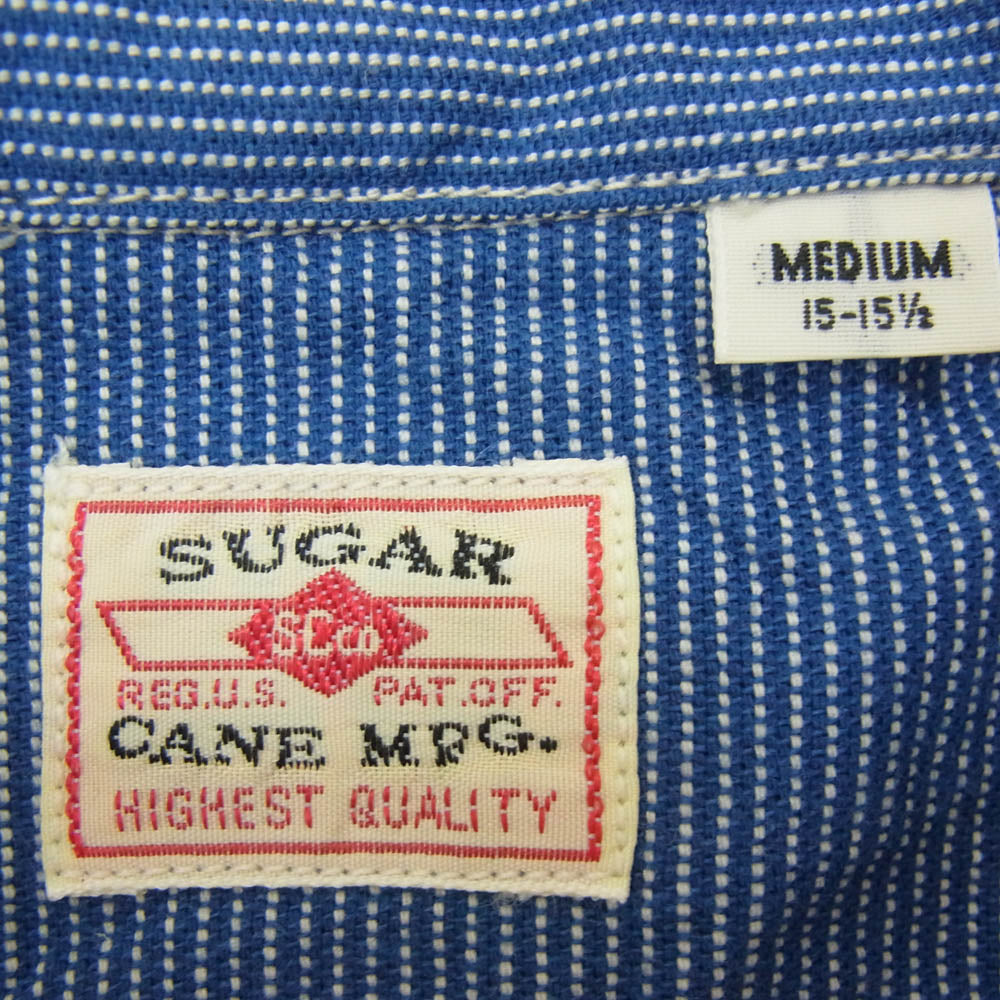 MEDIUM
15-15½
SUGAR
REG.U.S. PAT.OFF.
CANE MFG.
HIGHEST QUALITY